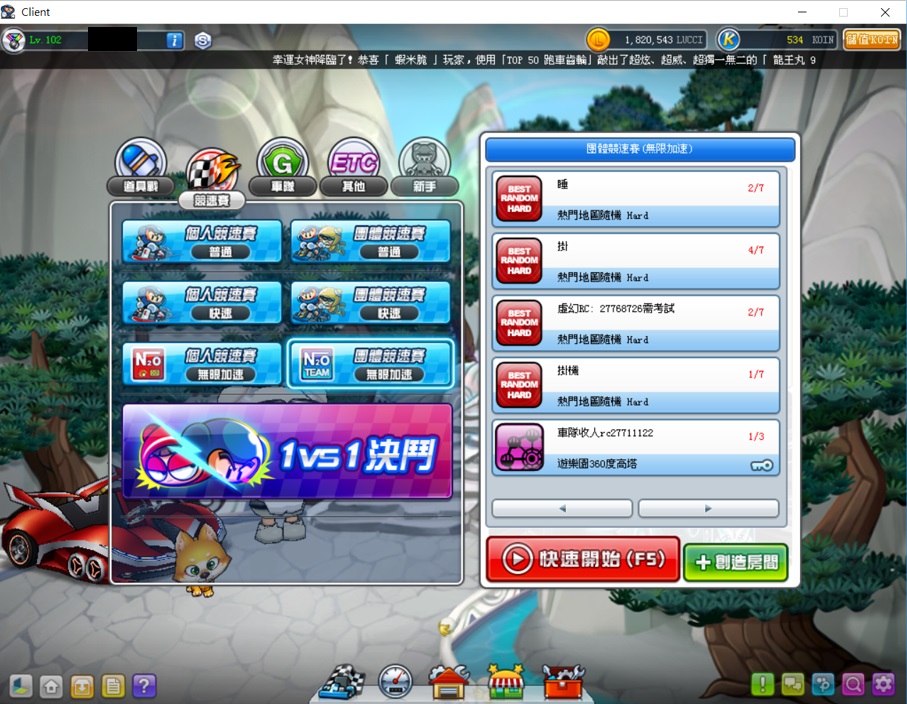 Client
Lv.102
1,820,543 LUCCI
534 KOIN
儲值KOIN
幸運女神降臨了! 恭喜「 蝦米脆 」玩家,使用「TOP 50 跑車齒輪」敲出了超炫、超威、超獨一無二的「 龍王丸 9
道具戰
競速賽
G
車隊
ETC
其他
新手
個人競速賽
普通
團體競速賽
普通
個人競速賽
快速
團體競速賽
快速
N2O
個人競速賽
無限加速
N2O
TEAM
團體競速賽
無限加速
1vs1決鬥
團體競速賽(無限加速)
BEST
RANDOM
HARD
睡
2/7
熱門地圖隨機 Hard
BEST
RANDOM
HARD
掛
4/7
熱門地圖隨機 Hard
BEST
RANDOM
HARD
虛幻RC: 27768726需考試
2/7
熱門地圖隨機 Hard
BEST
RANDOM
HARD
掛機
1/7
熱門地圖隨機 Hard
車隊收人rc27711122
1/3
遊樂園360度高塔
快速開始(F5)
+創造房間